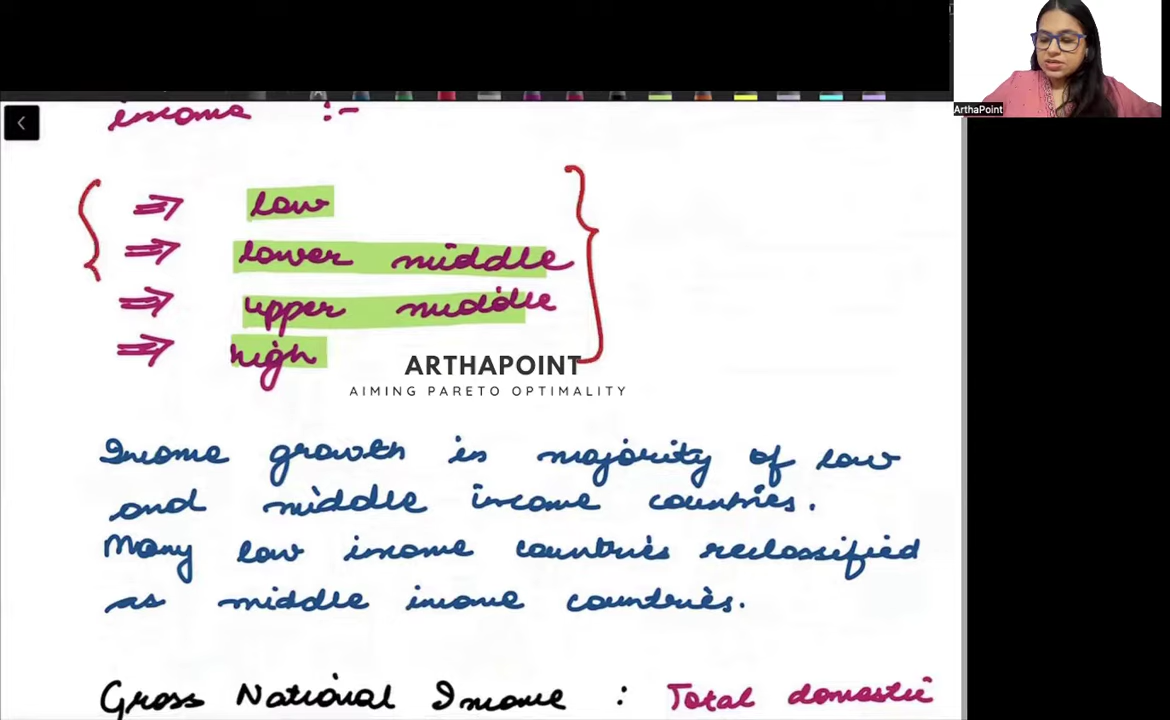 ArthaPoint
income :-
⇒ low
⇒ lower middle
⇒ upper middle
⇒ high
ARTHAPOINT
AIMING PARETO OPTIMALITY
Income growth in majority of low
and middle income countries.
Many low income countries reclassified
as middle income countries.
Gross National Income : Total domestic